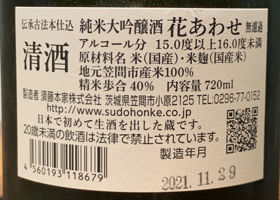 伝承古法本仕込 純米大吟醸酒 花あわせ 無濾過
清酒
アルコール分 15.0度以上16.0度未満
原材料名 米(国産)・米麹(国産米)
地元笠間市産米100%
精米歩合 40% 内容量 720ml
製造者 須藤本家株式会社 茨城県笠間市小原2125 TEL0296-77-0152
http://www.sudohonke.com/
日本で初めて生酒を出した蔵です。
20歳未満の飲酒は法律で禁止されています。
4560193118679
製造年月
2021.11.29